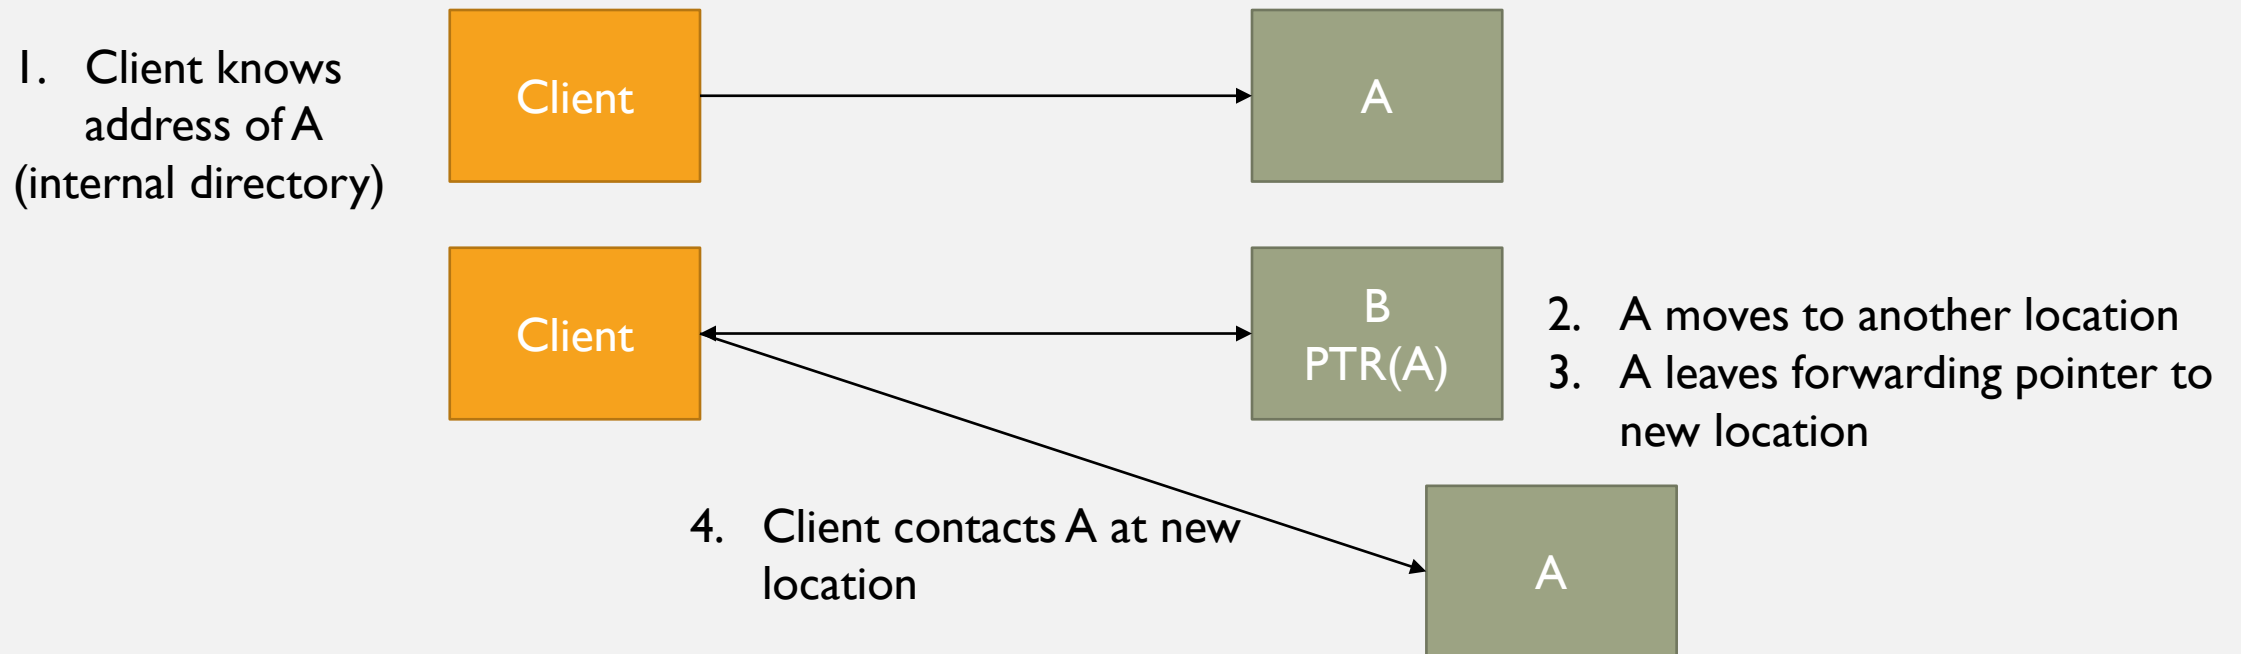 1. Client knows
address of A
(internal directory)
Client
A
Client
B
PTR(A)
2. A moves to another location
3. A leaves forwarding pointer to
new location
4. Client contacts A at new
location
A